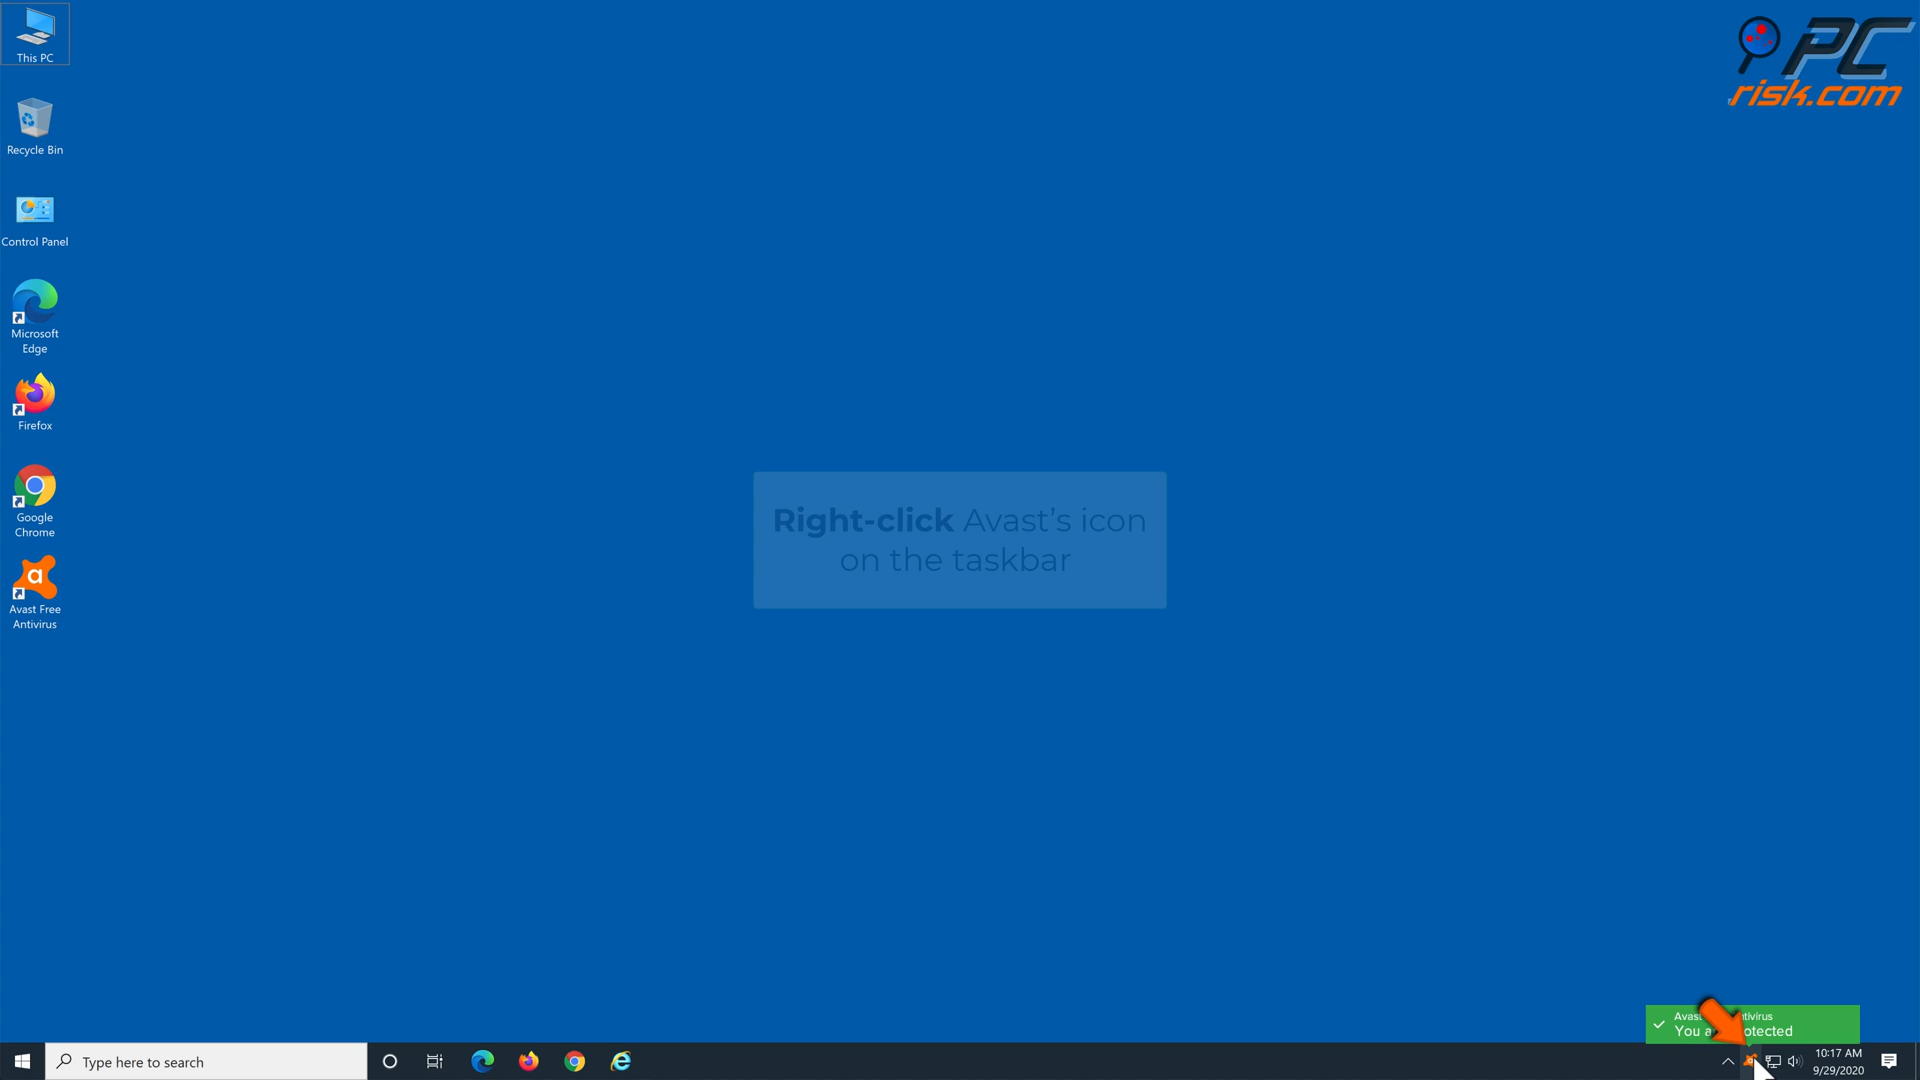 This PC
Recycle Bin
Control Panel
Microsoft
Edge
Firefox
Google
Chrome
a
Avast Free
Antivirus
PC
risk.com
Right-click Avast’s icon
on the taskbar
You
Type here to search
10:17 AM
9/29/2020